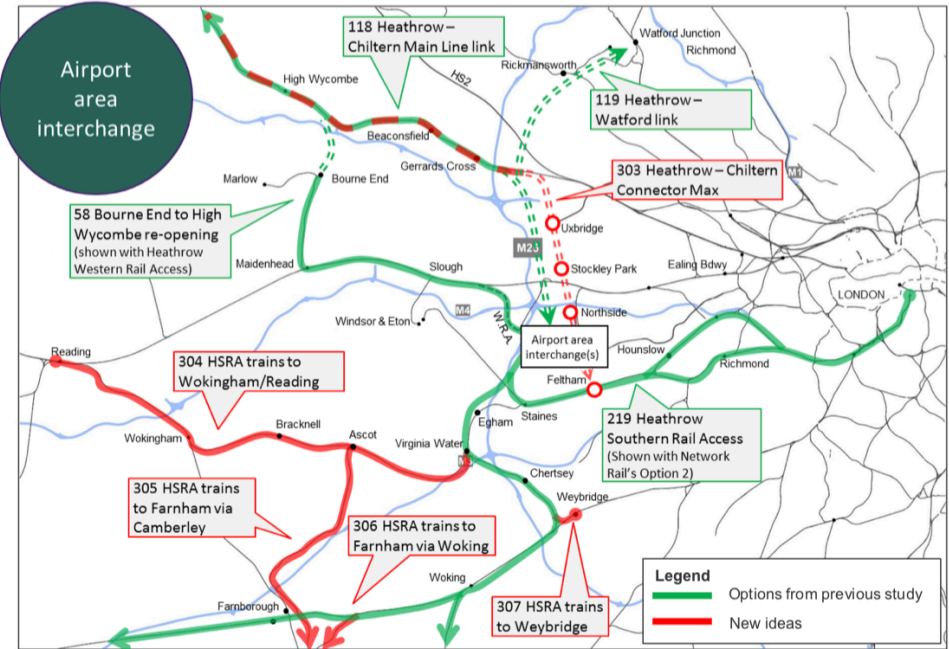 Airport
area
interchange
118 Heathrow –
Chiltern Main Line link
Watford Junction
Richmond
Rickmansworth
HS2
High Wycombe
119 Heathrow –
Watford link
Beaconsfield
Gerrards Cross
303 Heathrow – Chiltern
Connector Max
M1
Marlow
Bourne End
58 Bourne End to High
Wycombe re-opening
(shown with Heathrow
Western Rail Access)
Uxbridge
M25
Maidenhead
Slough
Stockley Park
Ealing Bdwy
LONDON
M4
Windsor & Eton
W.R.A
Northside
Airport area
interchange(s)
Hounslow
Richmond
Reading
304 HSRA trains to
Wokingham/Reading
Feltham
Staines
Egham
219 Heathrow
Southern Rail Access
(Shown with Network
Rail's Option 2)
Wokingham
Bracknell
Ascot
Virginia Water
Chertsey
305 HSRA trains
to Farnham via
Camberley
Weybridge
306 HSRA trains to
Farnham via Woking
Woking
Farnborough
307 HSRA trains
to Weybridge
Legend
Options from previous study
New ideas